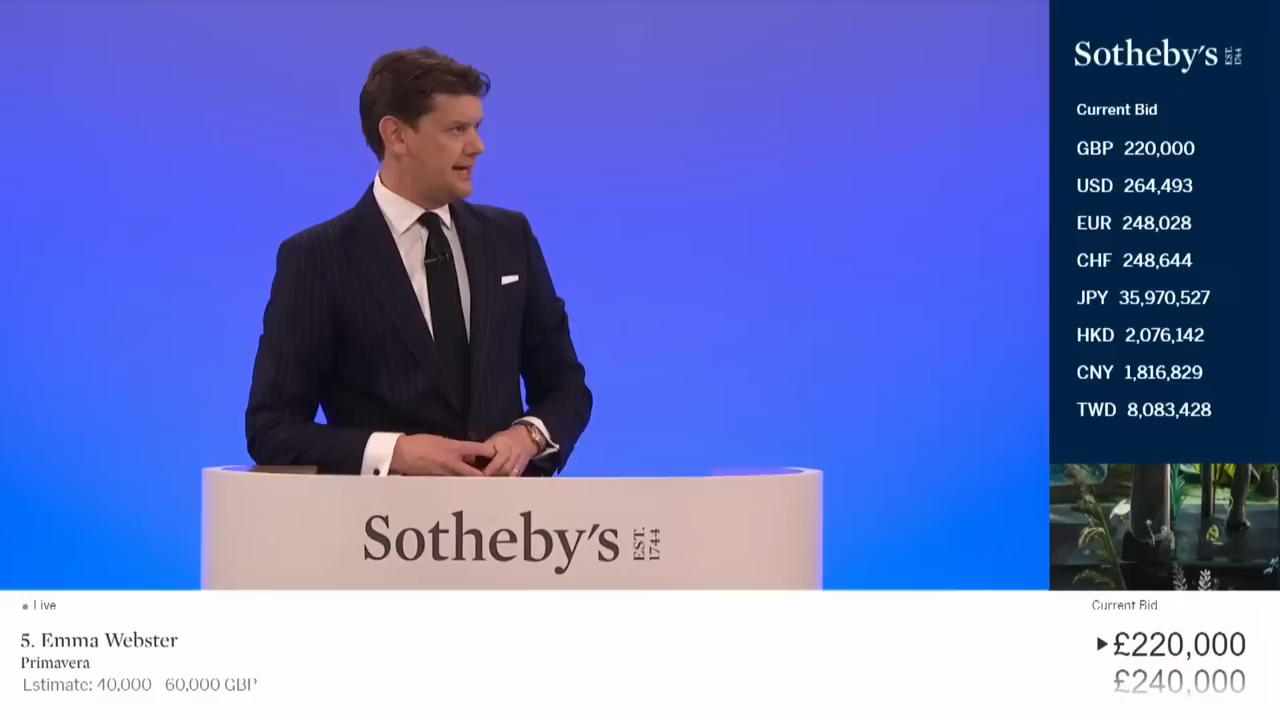 Sotheby's EST. 1744
Current Bid
GBP 220,000
USD 264,493
EUR 248,028
CHF 248,644
JPY 35,970,527
HKD 2,076,142
CNY 1,816,829
TWD 8,083,428
Sotheby's EST. 1744
Live
5. Emma Webster
Primavera
Estimate: 40,000 60,000 GBP
Current Bid
£220,000
£240,000